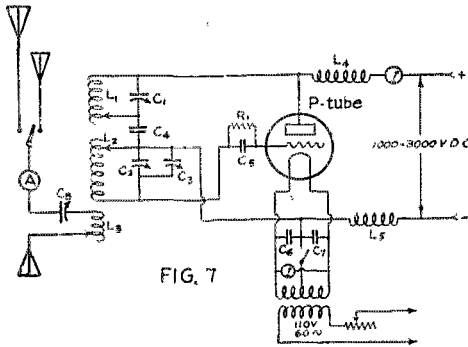 L4
P-tube
+
L1
C1
R1
L2
C4
C5
1000-3000 V D C
A
C2
C3
C8
L3
-
L5
C6
C7
FIG. 7
110V
60~